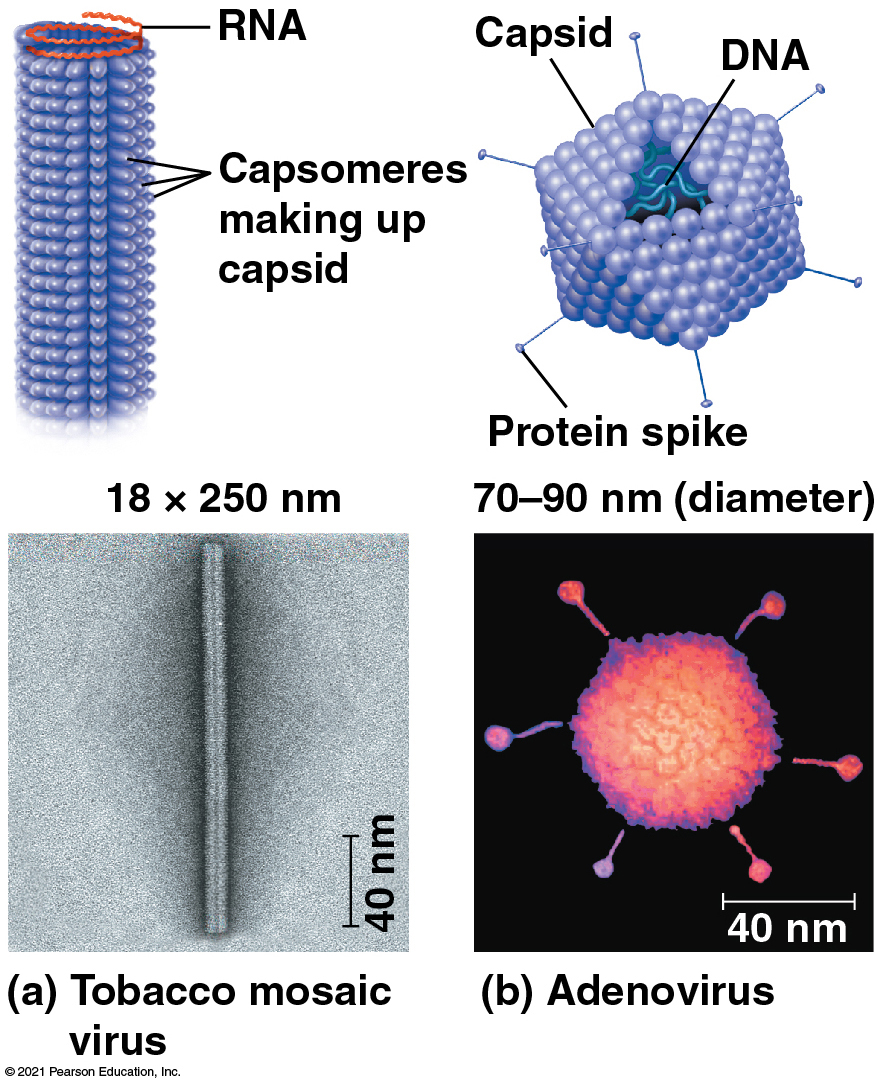 RNA
Capsomeres
making up
capsid
18 × 250 nm
40 nm
(a) Tobacco mosaic
virus
Capsid
DNA
Protein spike
70–90 nm (diameter)
40 nm
(b) Adenovirus
© 2021 Pearson Education, Inc.